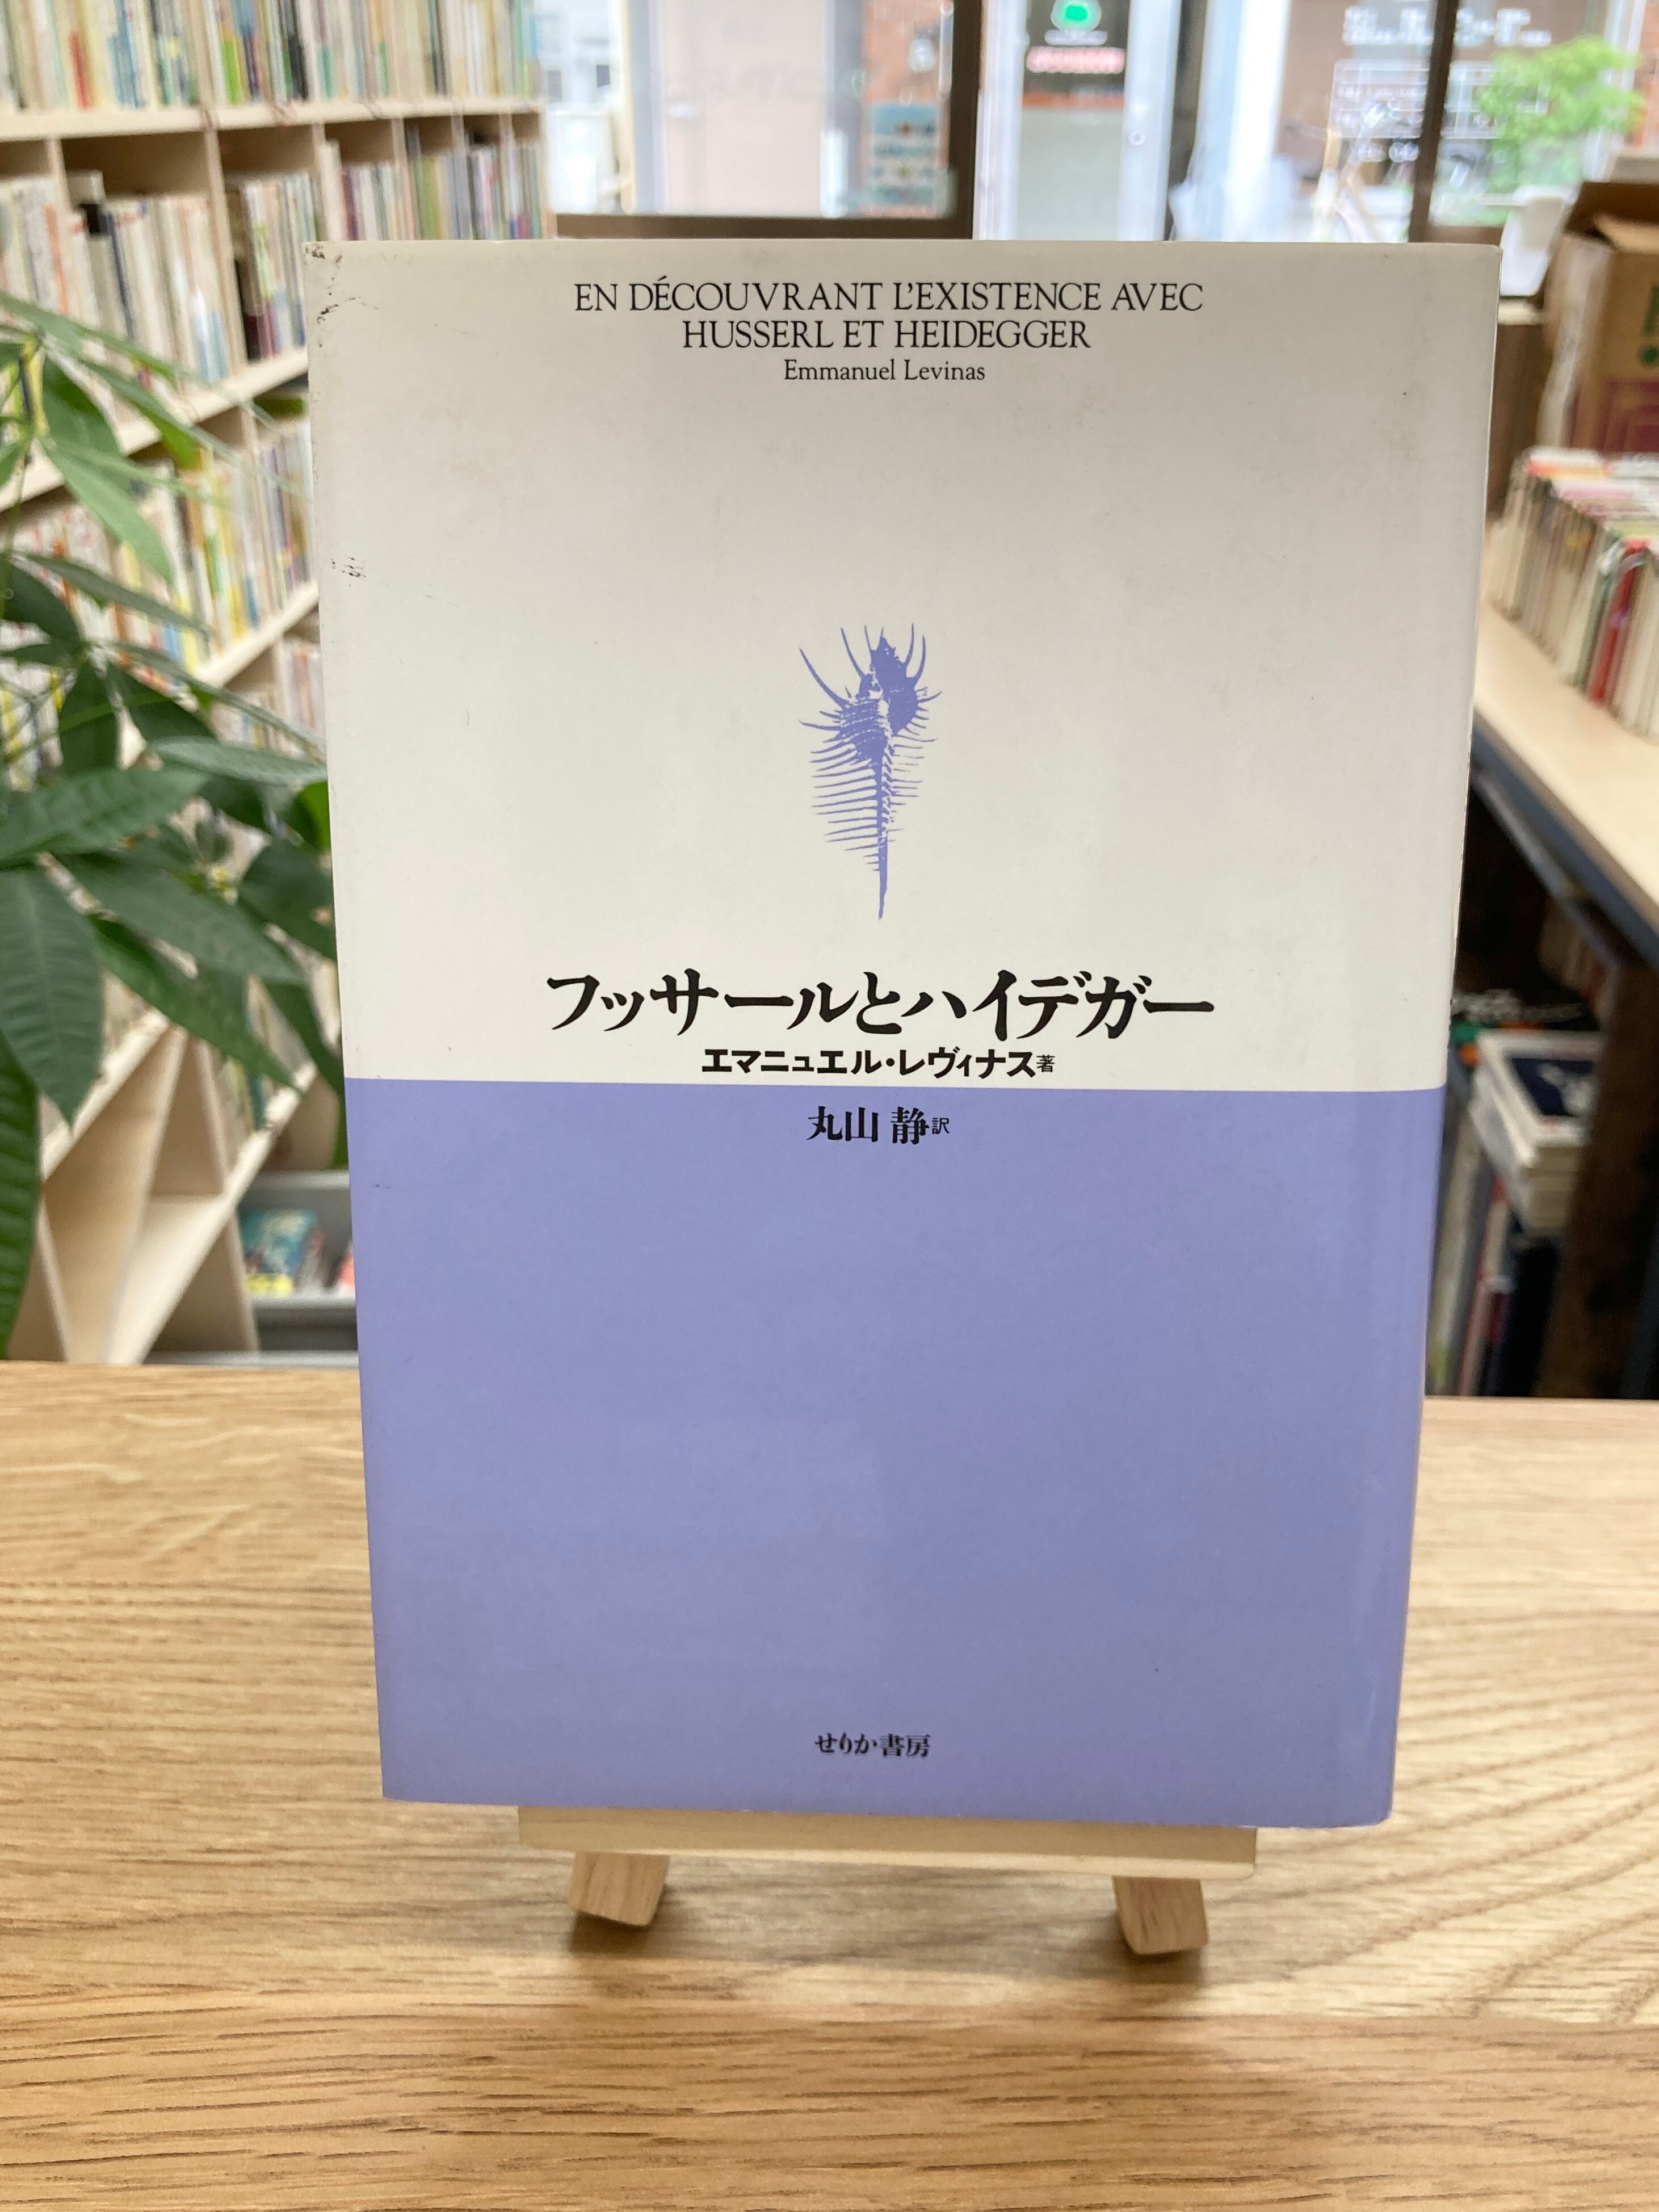 EN DÉCOUVRANT L'EXISTENCE AVEC
HUSSERL ET HEIDEGGER
Emmanuel Levinas
フッサールとハイデガー
エマニュエル・レヴィナス著
丸山 静訳
せりか書房